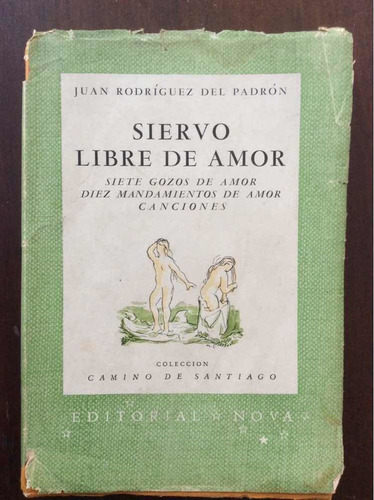 JUAN RODRÍGUEZ DEL PADRÓN
SIERVO
LIBRE DE AMOR
SIETE GOZOS DE AMOR
DIEZ MANDAMIENTOS DE AMOR
CANCIONES
COLECCION
CAMINO DE SANTIAGO
EDITORIAL NOVA